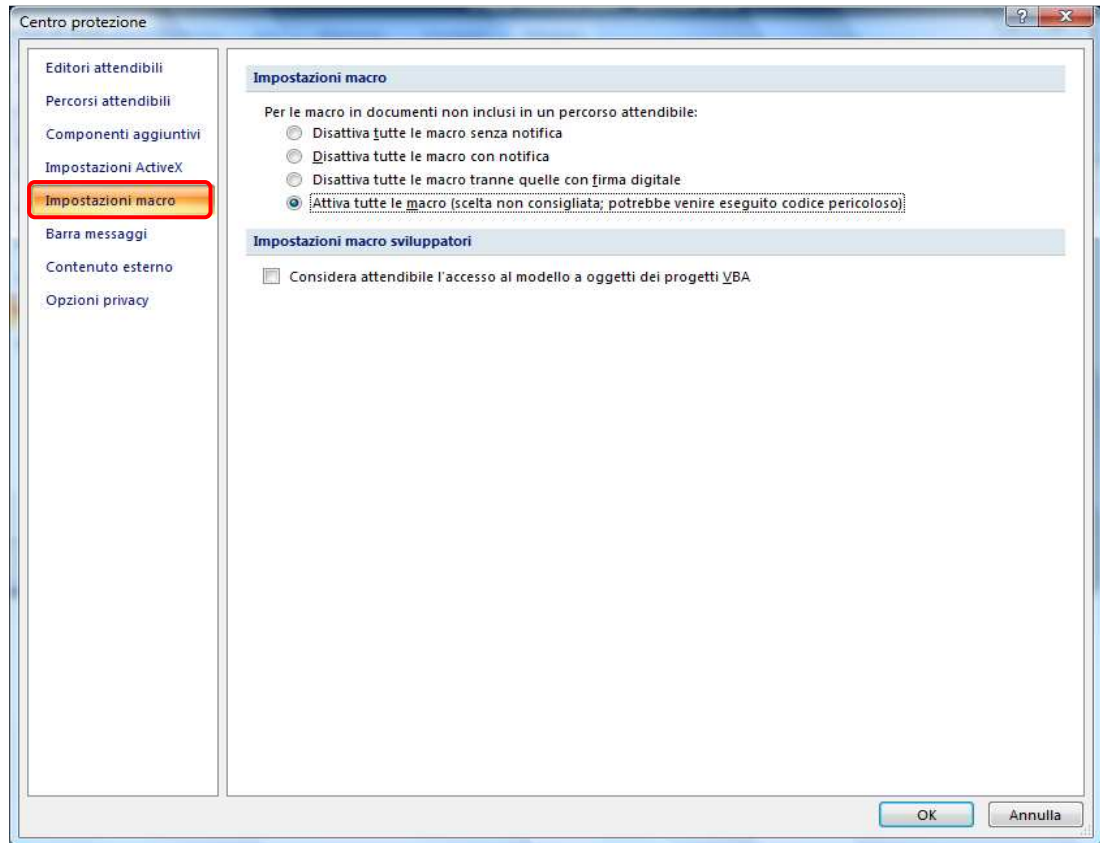 Centro protezione
Editori attendibili
Percorsi attendibili
Componenti aggiuntivi
Impostazioni ActiveX
Impostazioni macro
Barra messaggi
Contenuto esterno
Opzioni privacy
Impostazioni macro
Per le macro in documenti non inclusi in un percorso attendibile:
Disattiva tutte le macro senza notifica
Disattiva tutte le macro con notifica
Disattiva tutte le macro tranne quelle con firma digitale
Attiva tutte le macro (scelta non consigliata; potrebbe venire eseguito codice pericoloso)
Impostazioni macro sviluppatori
Considera attendibile l'accesso al modello a oggetti dei progetti VBA
OK
Annulla